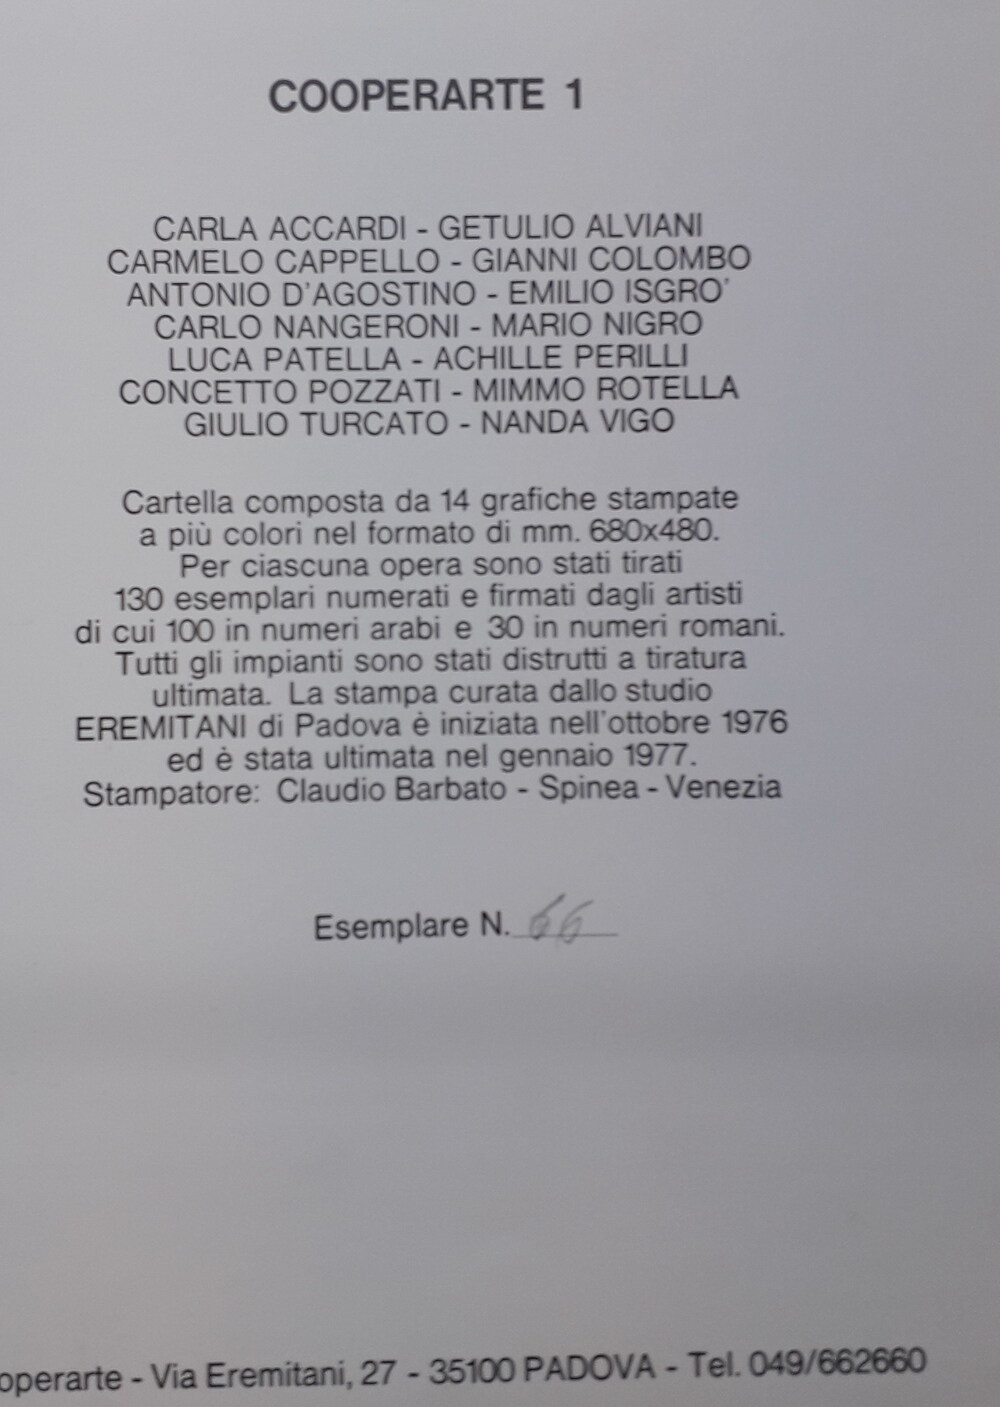 COOPERARTE 1
CARLA ACCARDI - GETULIO ALVIANI
CARMELO CAPPELLO - GIANNI COLOMBO
ANTONIO D'AGOSTINO - EMILIO ISGRO'
CARLO NANGERONI - MARIO NIGRO
LUCA PATELLA - ACHILLE PERILLI
CONCETTO POZZATI - MIMMO ROTELLA
GIULIO TURCATO - NANDA VIGO
Cartella composta da 14 grafiche stampate
a più colori nel formato di mm. 680x480.
Per ciascuna opera sono stati tirati
130 esemplari numerati e firmati dagli artisti
di cui 100 in numeri arabi e 30 in numeri romani.
Tutti gli impianti sono stati distrutti a tiratura
ultimata. La stampa curata dallo studio
EREMITANI di Padova è iniziata nell'ottobre 1976
ed è stata ultimata nel gennaio 1977.
Stampatore: Claudio Barbato - Spinea - Venezia
Esemplare N. 66
operarte - Via Eremitani, 27 - 35100 PADOVA - Tel. 049/662660